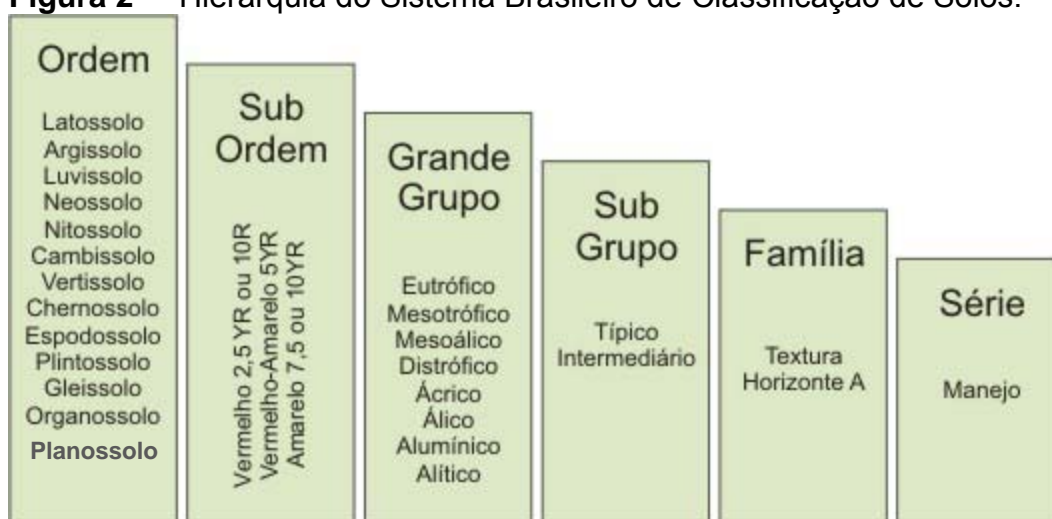 Figura 2 – Hierarquia do Sistema Brasileiro de Classificação de Solos.
Ordem
Latossolo
Argissolo
Luvissolo
Neossolo
Nitossolo
Cambissolo
Vertissolo
Chernossolo
Espodossolo
Plintossolo
Gleissolo
Organossolo
Planossolo
Sub
Ordem
Vermelho 2,5 YR ou 10R
Vermelho-Amarelo 5YR
Amarelo 7,5 ou 10YR
Grande
Grupo
Eutrófico
Mesotrófico
Mesoálico
Distrófico
Ácrico
Álico
Alumínico
Alítico
Sub
Grupo
Típico
Intermediário
Família
Textura
Horizonte A
Série
Manejo